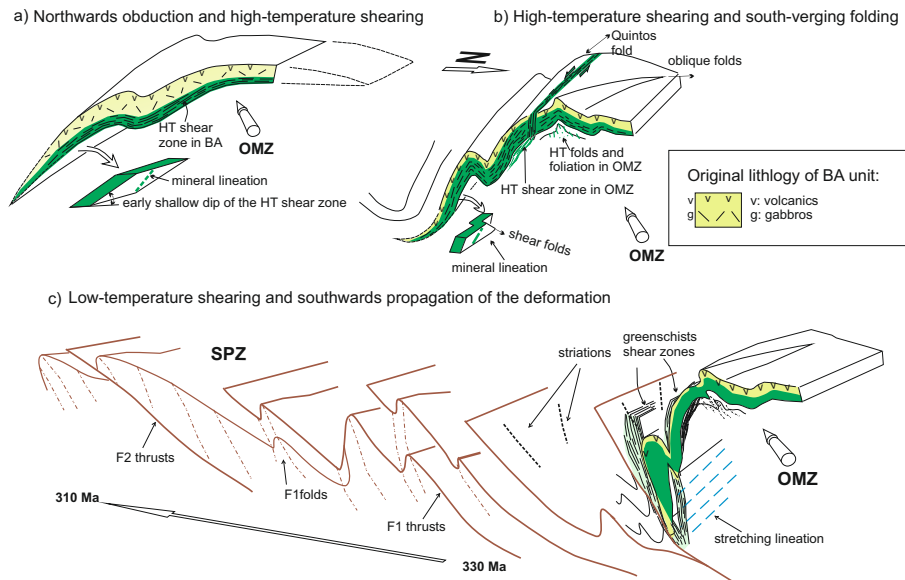 a) Northwards obduction and high-temperature shearing
HT shear
zone in BA
OMZ
mineral lineation
early shallow dip of the HT shear zone
N
b) High-temperature shearing and south-verging folding
Quintos
fold
oblique folds
HT folds and
foliation in OMZ
HT shear zone in OMZ
shear folds
mineral lineation
OMZ
Original lithlogy of BA unit:
v v v v
g
v: volcanics
g: gabbros
c) Low-temperature shearing and southwards propagation of the deformation
SPZ
striations
greenschists
shear zones
F2 thrusts
F1folds
F1 thrusts
310 Ma
330 Ma
OMZ
stretching lineation